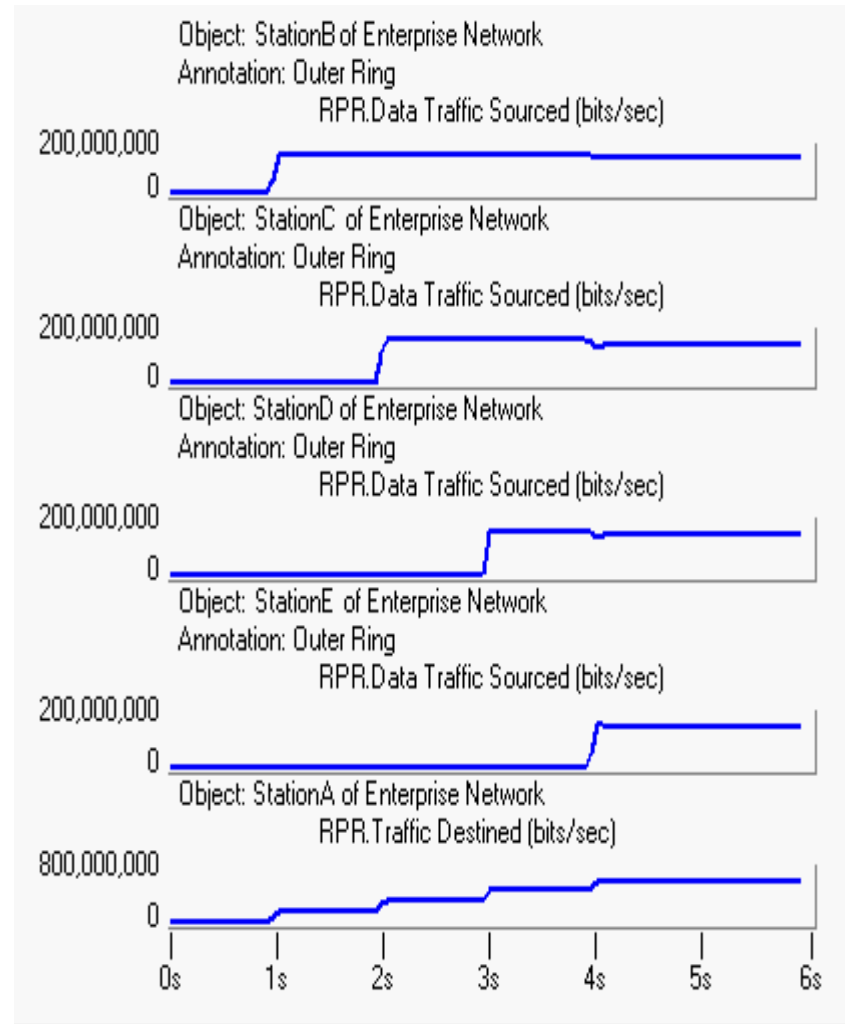 Object: StationB of Enterprise Network
Annotation: Outer Ring
RPR.Data Traffic Sourced (bits/sec)
200,000,000
0
Object: StationC of Enterprise Network
Annotation: Outer Ring
RPR.Data Traffic Sourced (bits/sec)
200,000,000
0
Object: StationD of Enterprise Network
Annotation: Outer Ring
RPR.Data Traffic Sourced (bits/sec)
200,000,000
0
Object: StationE of Enterprise Network
Annotation: Outer Ring
RPR.Data Traffic Sourced (bits/sec)
200,000,000
0
Object: StationA of Enterprise Network
RPR.Traffic Destined (bits/sec)
800,000,000
0
0s 1s 2s 3s 4s 5s 6s